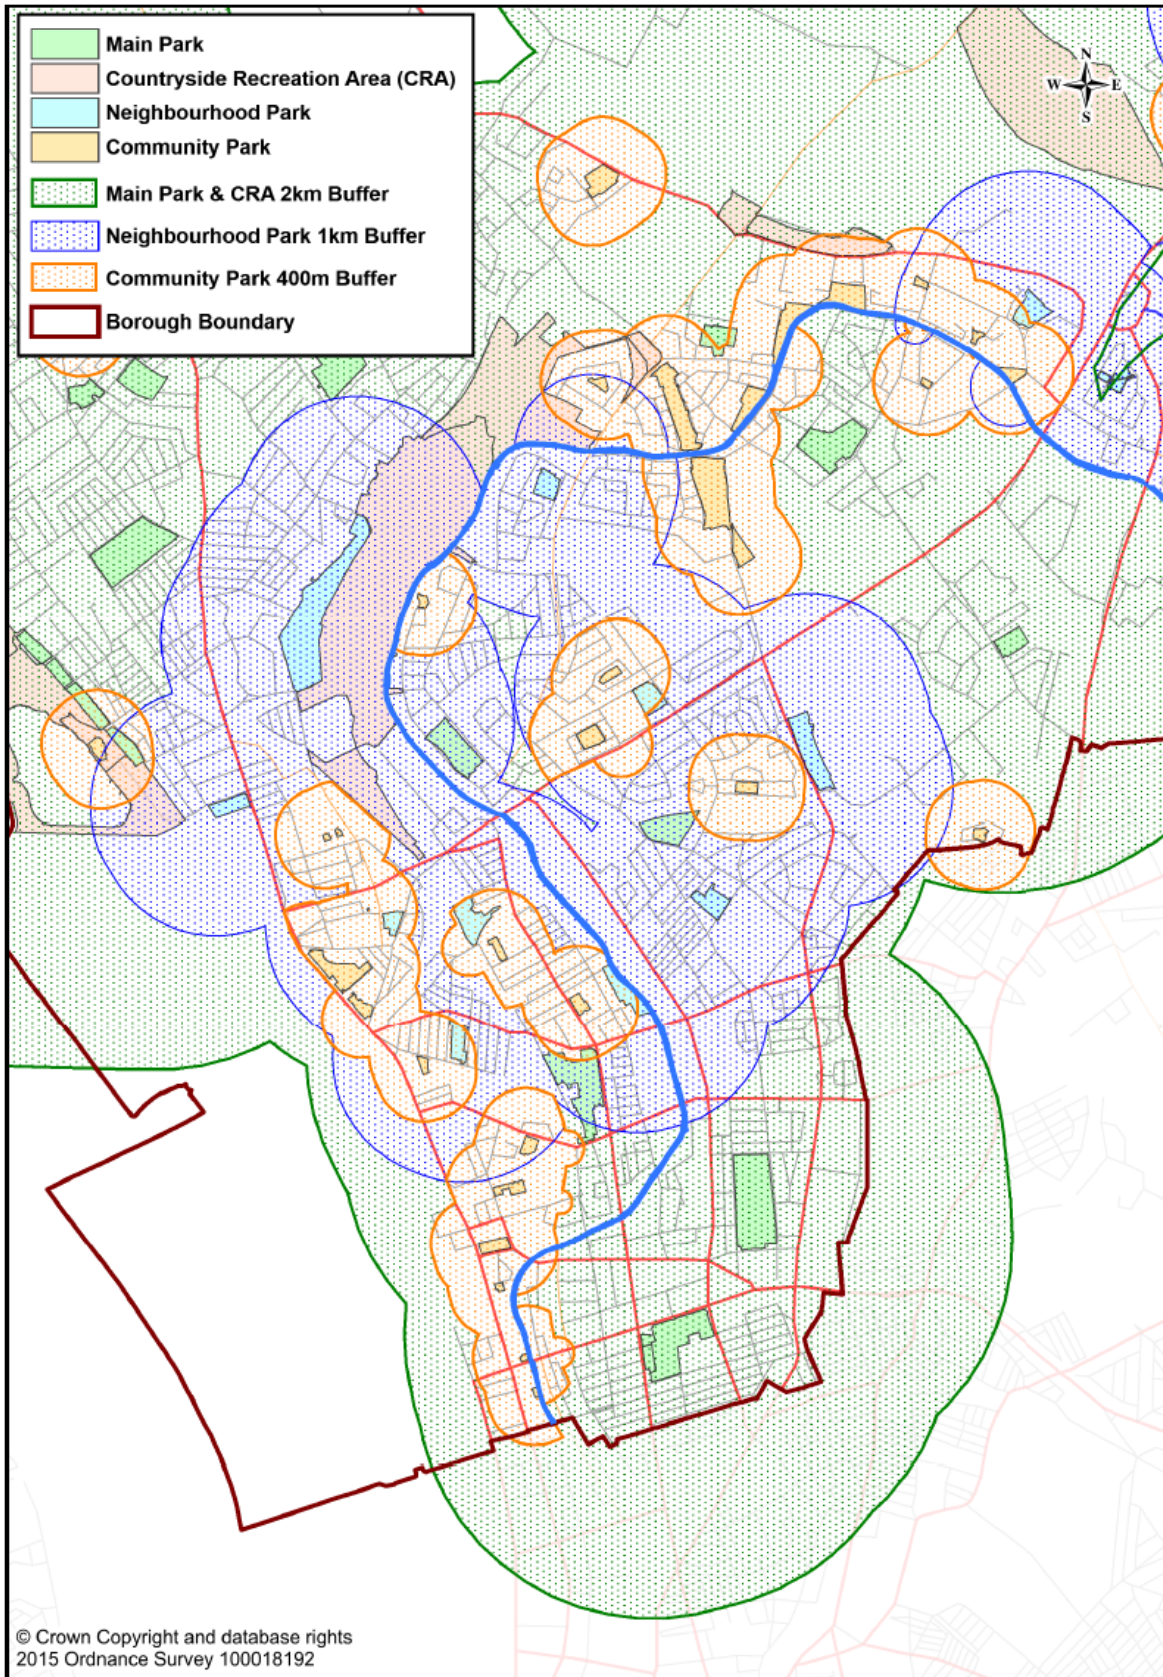 Main Park
Countryside Recreation Area (CRA)
Neighbourhood Park
Community Park
Main Park & CRA 2km Buffer
Neighbourhood Park 1km Buffer
Community Park 400m Buffer
Borough Boundary
N
W E
S
© Crown Copyright and database rights
2015 Ordnance Survey 100018192